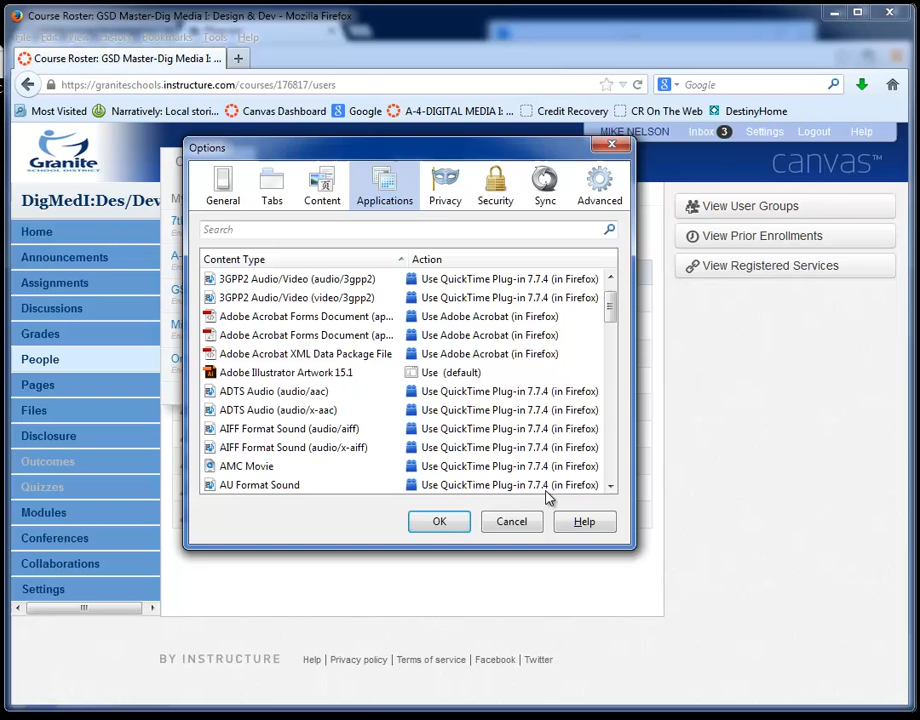 Course Roster: GSD Master-Dig Media I: Design & Dev - Mozilla Firefox
File Edit View History Bookmarks Tools Help
Course Roster: GSD Master-Dig Media I: ...
https://graniteschools.instructure.com/courses/176817/users
Google
Most Visited Narratively: Local stori... Canvas Dashboard Google A-4-DIGITAL MEDIA I:... Credit Recovery CR On The Web DestinyHome
Granite
SCHOOL DISTRICT
MIKE NELSON Inbox 3 Settings Logout Help
canvas™
DigMedI:Des/Dev
Home
Announcements
Assignments
Discussions
Grades
People
Pages
Files
Disclosure
Outcomes
Quizzes
Modules
Conferences
Collaborations
Settings
Options
General Tabs Content Applications Privacy Security Sync Advanced
Search
Content Type Action
3GPP2 Audio/Video (audio/3gpp2) Use QuickTime Plug-in 7.7.4 (in Firefox)
3GPP2 Audio/Video (video/3gpp2) Use QuickTime Plug-in 7.7.4 (in Firefox)
Adobe Acrobat Forms Document (ap... Use Adobe Acrobat (in Firefox)
Adobe Acrobat Forms Document (ap... Use Adobe Acrobat (in Firefox)
Adobe Acrobat XML Data Package File Use Adobe Acrobat (in Firefox)
Adobe Illustrator Artwork 15.1 Use (default)
ADTS Audio (audio/aac) Use QuickTime Plug-in 7.7.4 (in Firefox)
ADTS Audio (audio/x-aac) Use QuickTime Plug-in 7.7.4 (in Firefox)
AIFF Format Sound (audio/aiff) Use QuickTime Plug-in 7.7.4 (in Firefox)
AIFF Format Sound (audio/x-aiff) Use QuickTime Plug-in 7.7.4 (in Firefox)
AMC Movie Use QuickTime Plug-in 7.7.4 (in Firefox)
AU Format Sound Use QuickTime Plug-in 7.7.4 (in Firefox)
OK Cancel Help
View User Groups
View Prior Enrollments
View Registered Services
BY INSTRUCTURE Help | Privacy policy | Terms of service | Facebook | Twitter